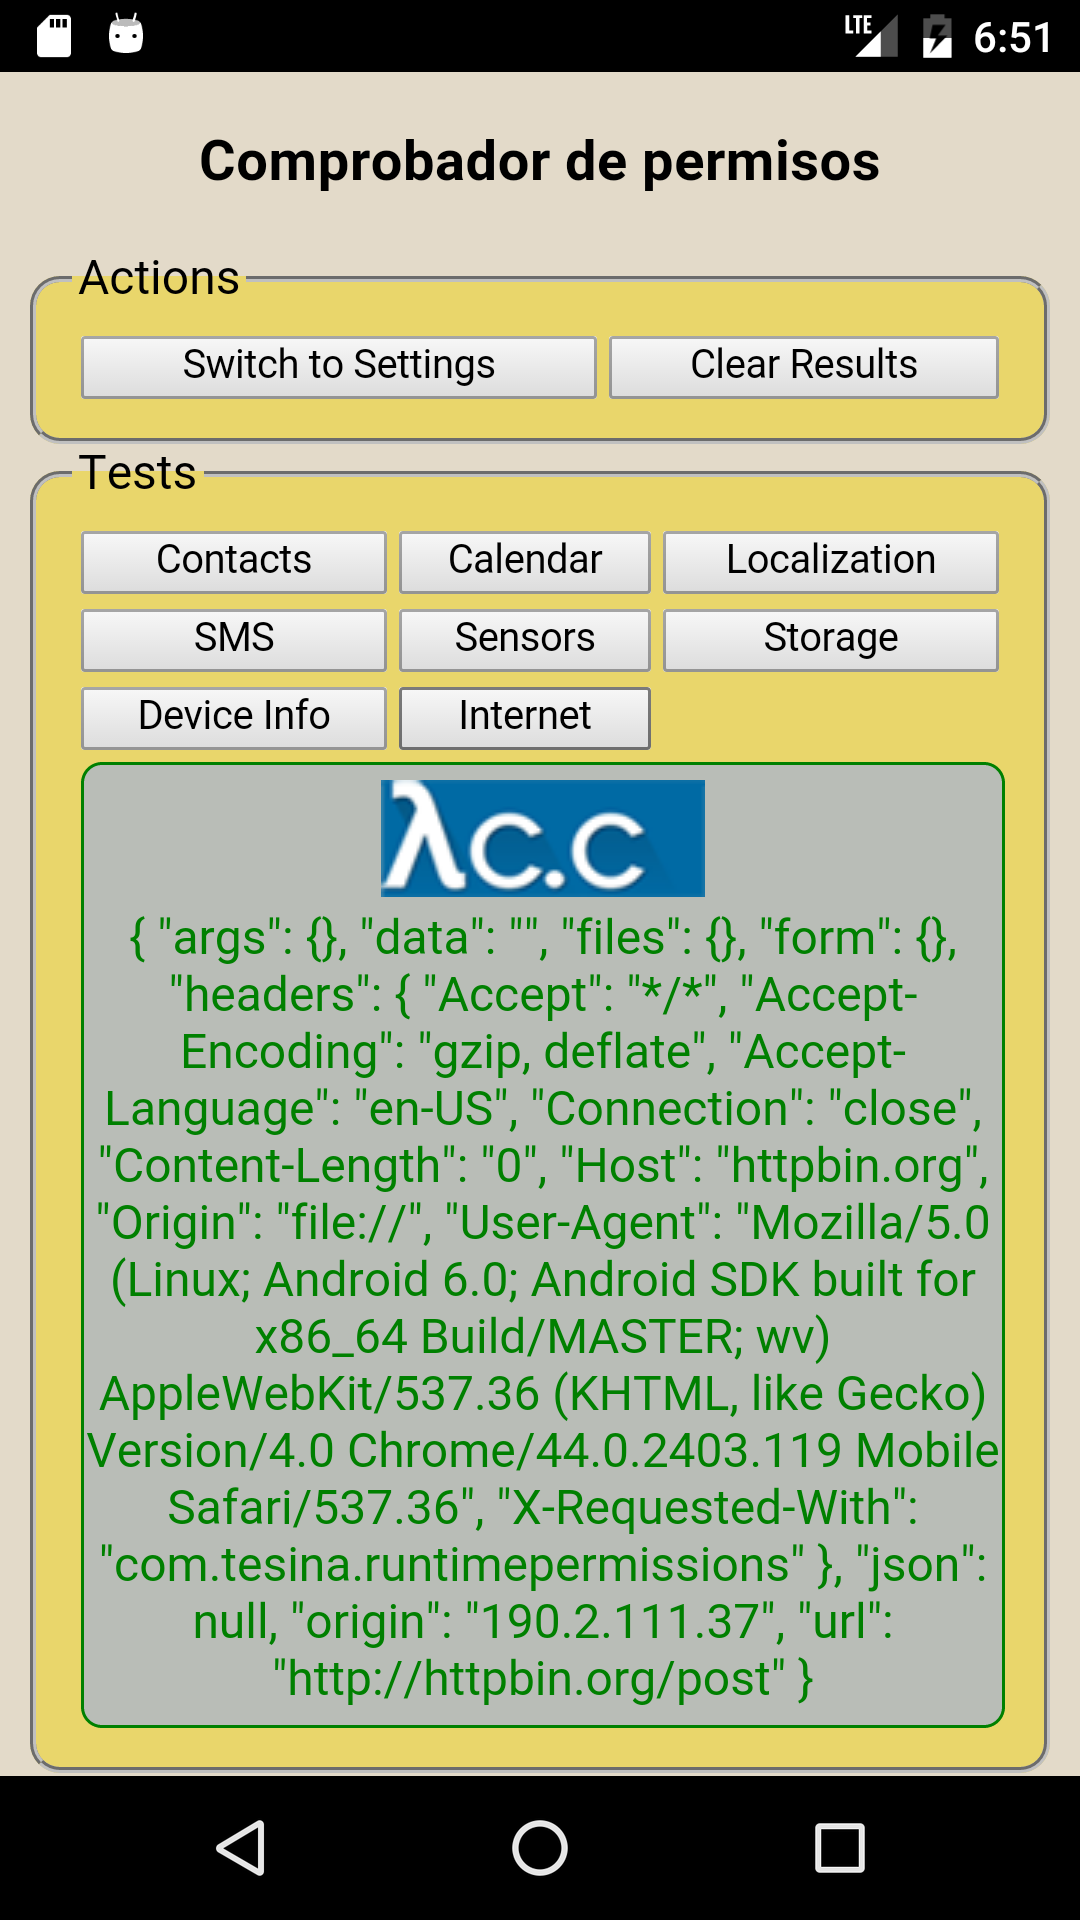 LTE 6:51
Comprobador de permisos
Actions
Switch to Settings Clear Results
Tests
Contacts Calendar Localization
SMS Sensors Storage
Device Info Internet
λc.c
{ "args": {}, "data": "", "files": {}, "form": {},
"headers": { "Accept": "*/*", "Accept-
Encoding": "gzip, deflate", "Accept-
Language": "en-US", "Connection": "close",
"Content-Length": "0", "Host": "httpbin.org",
"Origin": "file://", "User-Agent": "Mozilla/5.0
(Linux; Android 6.0; Android SDK built for
x86_64 Build/MASTER; wv)
AppleWebKit/537.36 (KHTML, like Gecko)
Version/4.0 Chrome/44.0.2403.119 Mobile
Safari/537.36", "X-Requested-With":
"com.tesina.runtimepermissions" }, "json":
null, "origin": "190.2.111.37", "url":
"http://httpbin.org/post" }